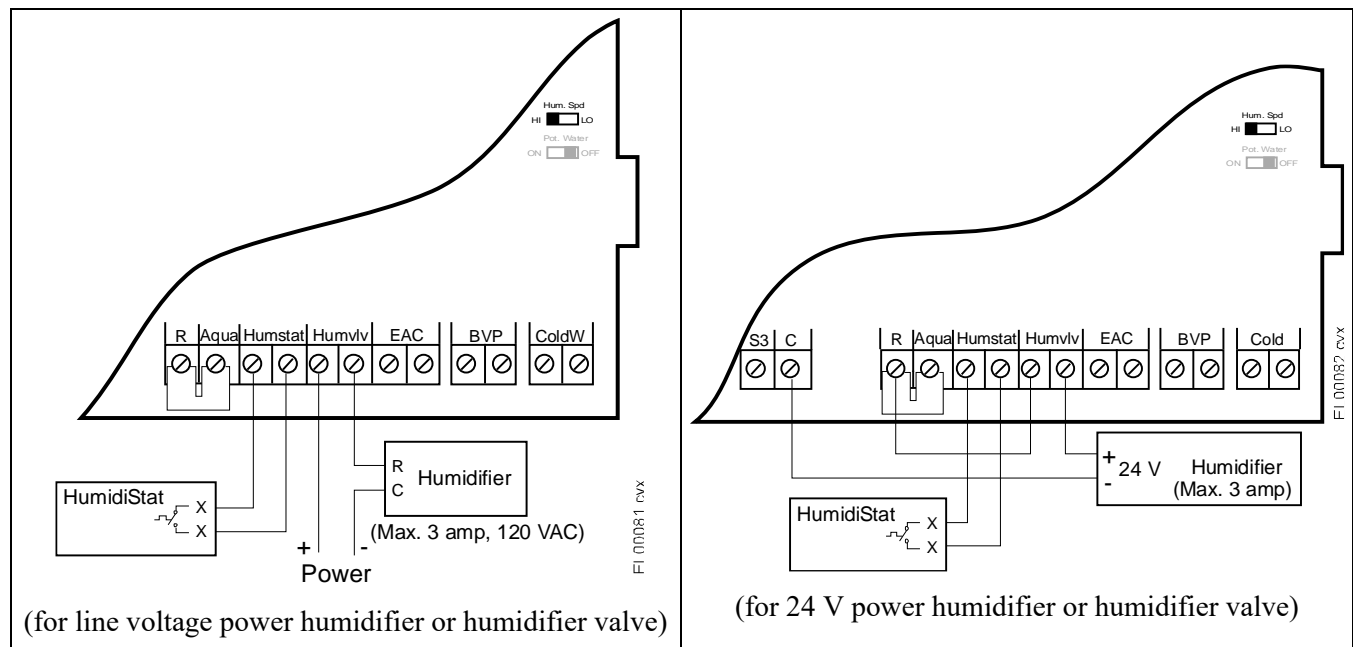 Hum. Spd
HI LO
Pot. Water
ON OFF
R Aqua Humstat Humvlv EAC BVP ColdW
R
C
Humidifier
HumidiStat
X
X
(Max. 3 amp, 120 VAC)
+ -
Power
FI 00081 cvx
(for line voltage power humidifier or humidifier valve)
Hum. Spd
HI LO
Pot. Water
ON OFF
S3 C R Aqua Humstat Humvlv EAC BVP Cold
FI 00082 cvx
+
-
24 V
Humidifier
(Max. 3 amp)
HumidiStat
X
X
(for 24 V power humidifier or humidifier valve)